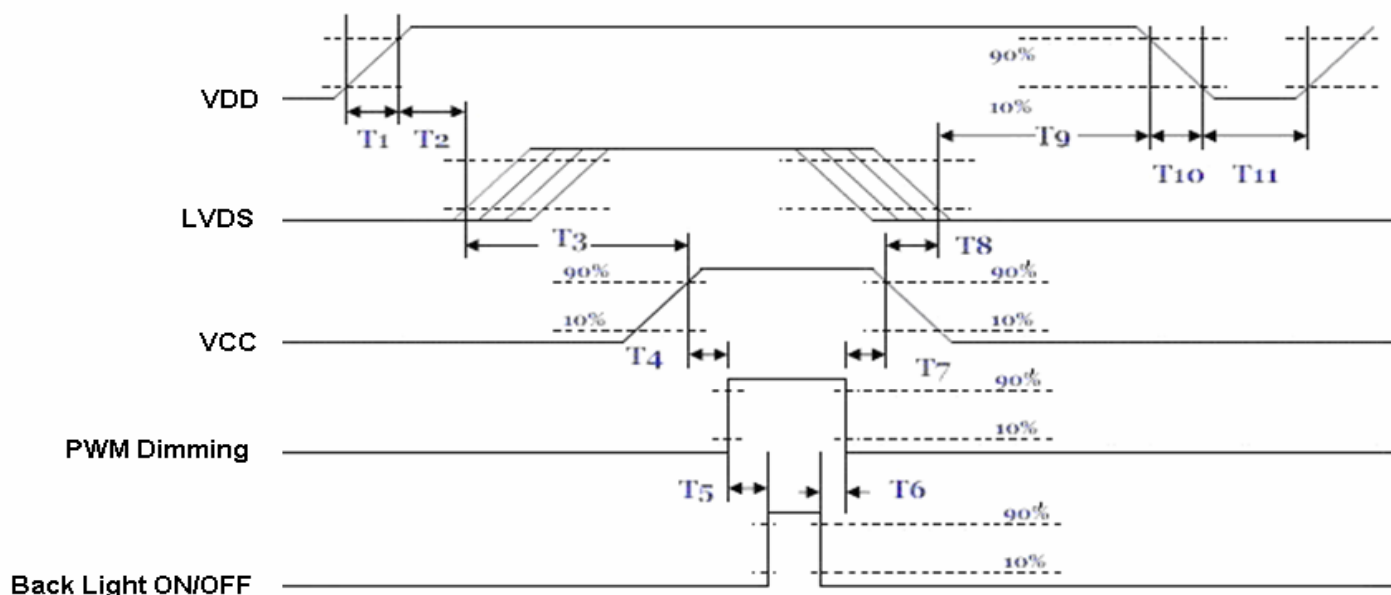 90%
VDD
10%
T1
T2
T9
T10
T11
LVDS
T3
T8
90%
90%
10%
10%
VCC
T4
T7
90%
PWM Dimming
10%
T5
T6
90%
10%
Back Light ON/OFF